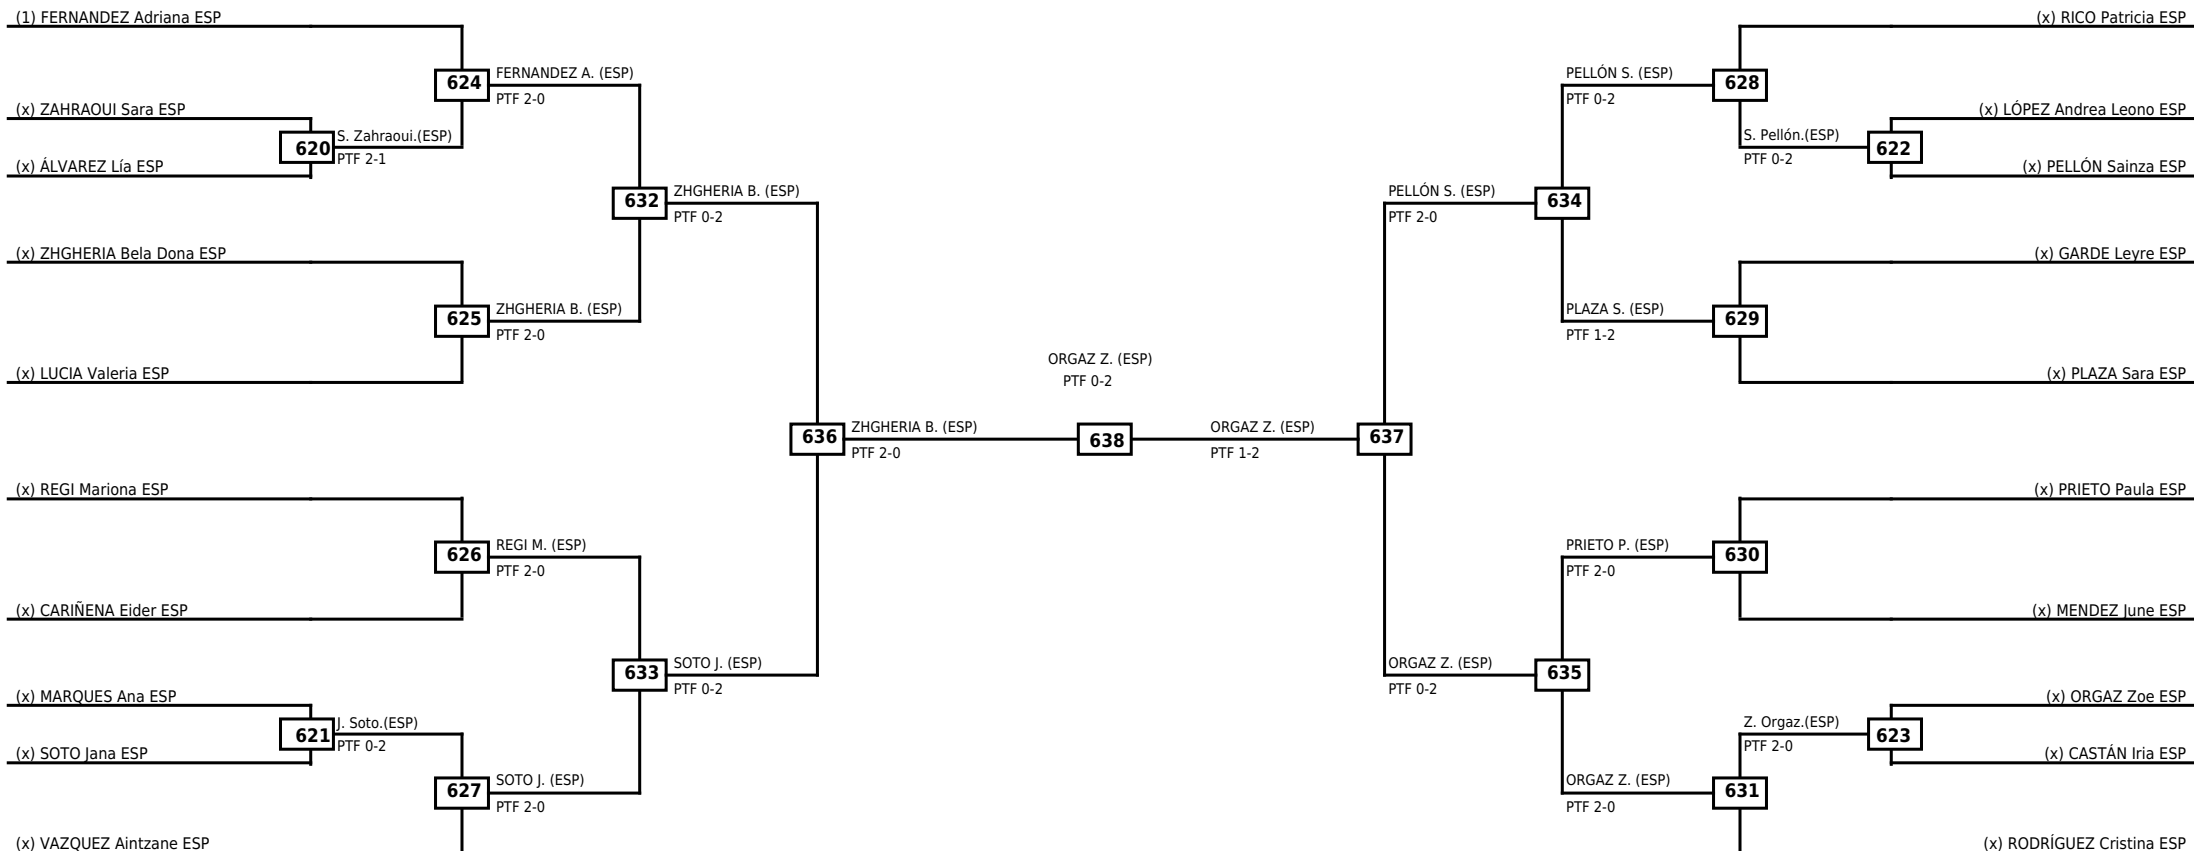 (1) FERNANDEZ Adriana ESP
(x) RICO Patricia ESP
624
FERNANDEZ A. (ESP)
PTF 2-0
PELLÓN S. (ESP)
PTF 0-2
628
(x) ZAHRAOUI Sara ESP
(x) LÓPEZ Andrea Leono ESP
620
S. Zahraoui.(ESP)
PTF 2-1
S. Pellón.(ESP)
PTF 0-2
622
(x) ÁLVAREZ Lía ESP
(x) PELLÓN Sainza ESP
632
ZHGHERIA B. (ESP)
PTF 0-2
PELLÓN S. (ESP)
PTF 2-0
634
(x) ZHGHERIA Bela Dona ESP
(x) GARDE Leyre ESP
625
ZHGHERIA B. (ESP)
PTF 2-0
PLAZA S. (ESP)
PTF 1-2
629
(x) LUCIA Valeria ESP
(x) PLAZA Sara ESP
ORGAZ Z. (ESP)
PTF 0-2
636
ZHGHERIA B. (ESP)
PTF 2-0
638
ORGAZ Z. (ESP)
PTF 1-2
637
(x) REGI Mariona ESP
(x) PRIETO Paula ESP
626
REGI M. (ESP)
PTF 2-0
PRIETO P. (ESP)
PTF 2-0
630
(x) CARIÑENA Eider ESP
(x) MENDEZ June ESP
633
SOTO J. (ESP)
PTF 0-2
ORGAZ Z. (ESP)
PTF 0-2
635
(x) MARQUES Ana ESP
(x) ORGAZ Zoe ESP
621
J. Soto.(ESP)
PTF 0-2
Z. Orgaz.(ESP)
PTF 2-0
623
(x) SOTO Jana ESP
(x) CASTÁN Iria ESP
627
SOTO J. (ESP)
PTF 2-0
ORGAZ Z. (ESP)
PTF 2-0
631
(x) VAZQUEZ Aintzane ESP
(x) RODRÍGUEZ Cristina ESP